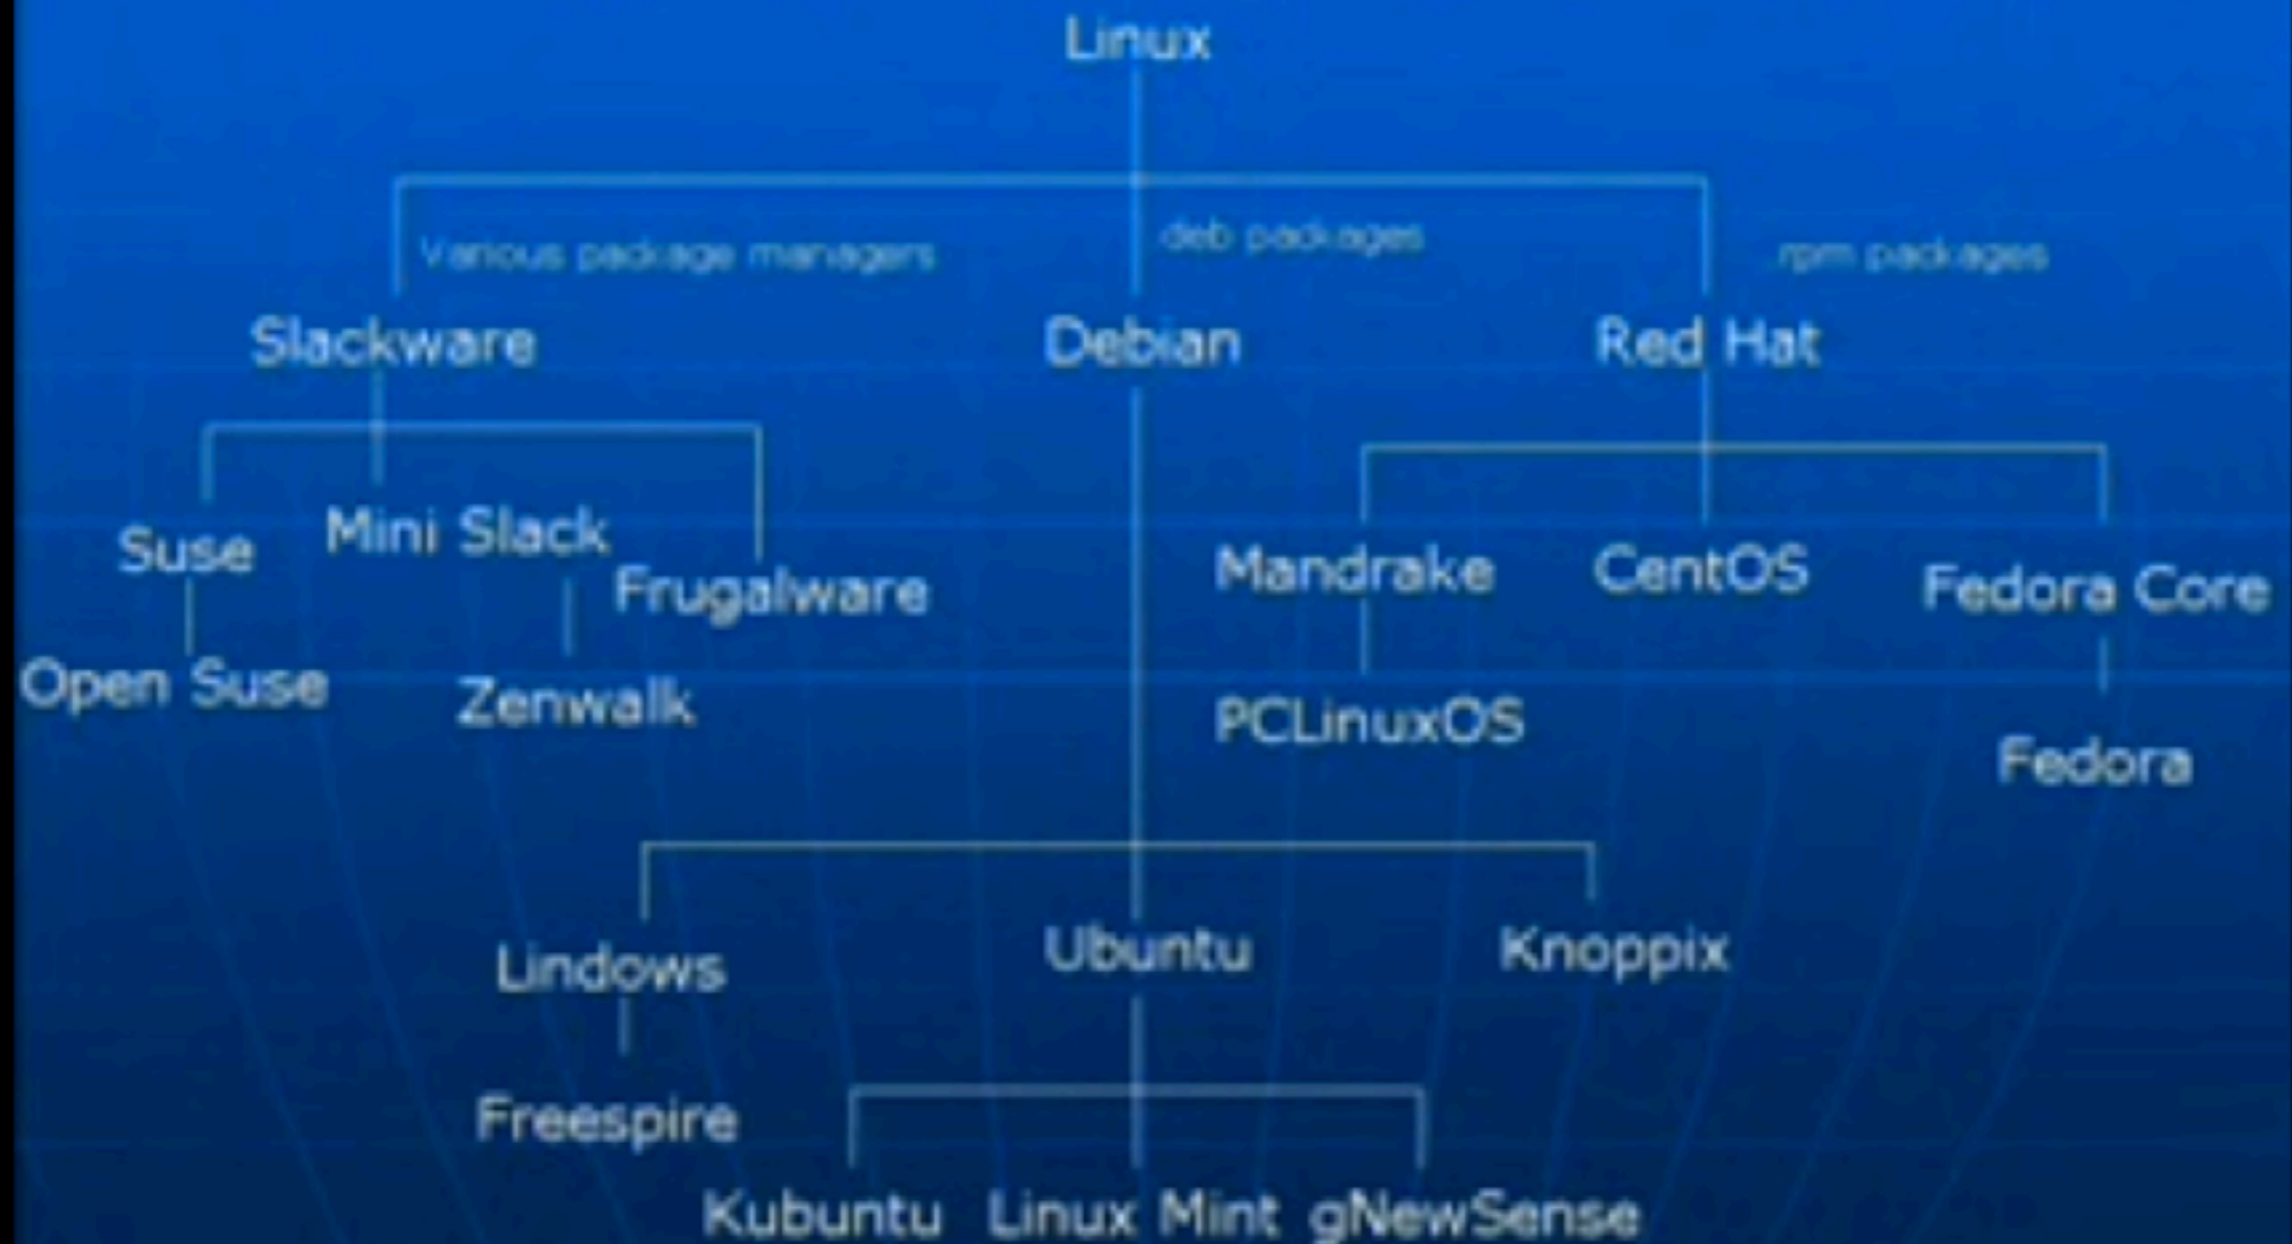 Linux
Various package managers
.deb packages
.rpm packages
Slackware
Debian
Red Hat
Suse
Mini Slack
Frugalware
Mandrake
CentOS
Fedora Core
Open Suse
Zenwalk
PCLinuxOS
Fedora
Lindows
Ubuntu
Knoppix
Freespire
Kubuntu
Linux Mint
gNewSense